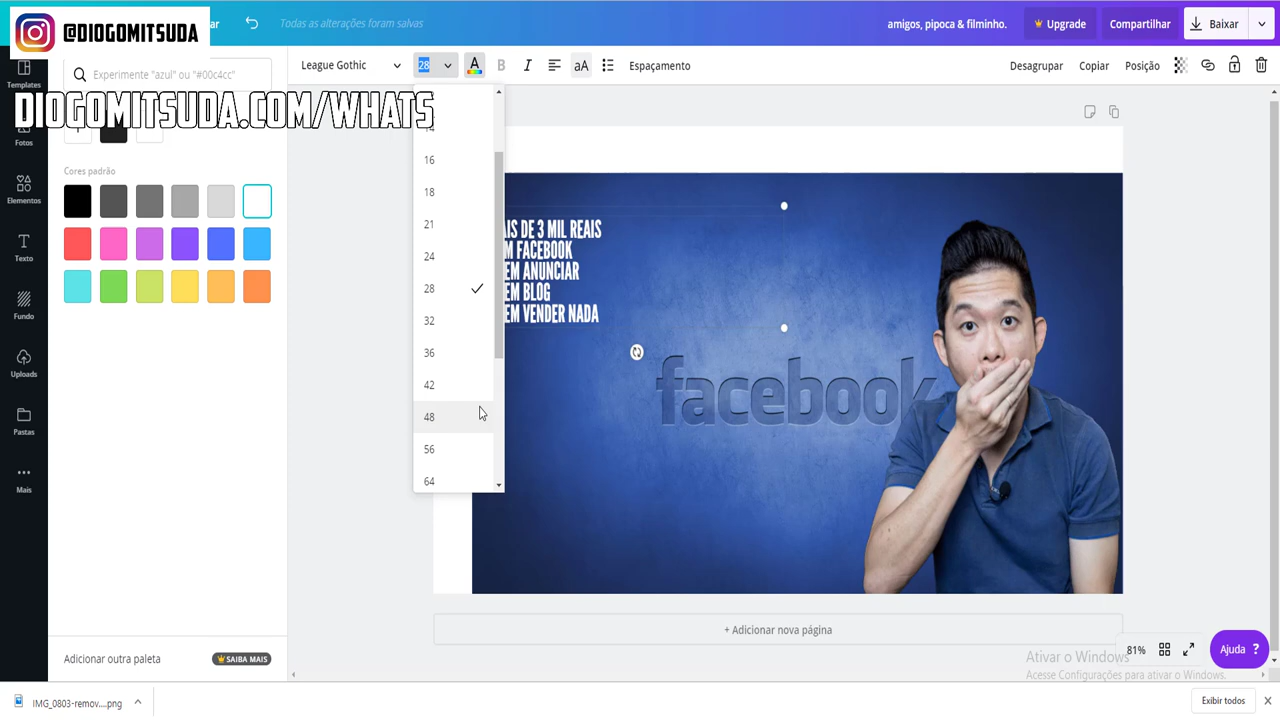 @DIOGOMITSUDA
ar
Todas as alterações foram salvas
amigos, pipoca & filminho.
Upgrade
Compartilhar
Baixar
Experimente "azul" ou "#00c4cc"
League Gothic
28
A
B
I
aA
Espaçamento
Desagrupar
Copiar
Posição
Templates
DIOGOMITSUDA.COM/WHATS
Fotos
Elementos
Texto
Fundo
Uploads
Pastas
Mais
Cores padrão
14
16
18
21
24
28
32
36
42
48
56
64
AIS DE 3 MIL REAIS
M FACEBOOK
EM ANUNCIAR
EM BLOG
EM VENDER NADA
facebook
+ Adicionar nova página
81%
Ajuda ?
Ativar o Windows
Acesse Configurações para ativar o Windows.
Adicionar outra paleta
SAIBA MAIS
IMG_0803-remov....png
Exibir todos